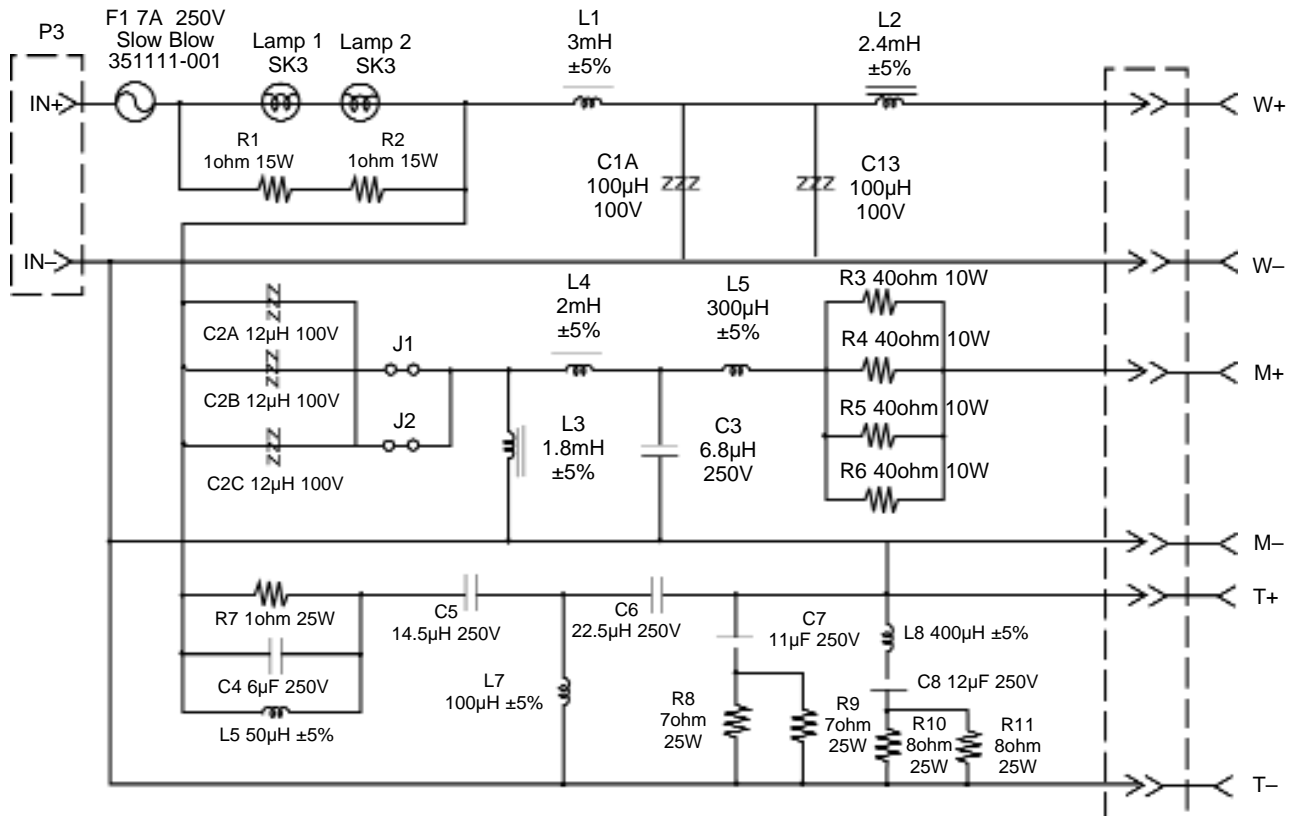 P3
F1 7A 250V
Slow Blow
351111-001
Lamp 1
SK3
Lamp 2
SK3
L1
3mH
±5%
L2
2.4mH
±5%
IN+
W+
R1
1ohm 15W
R2
1ohm 15W
C1A
100µH
100V
C13
100µH
100V
IN–
W–
L4
2mH
±5%
L5
300µH
±5%
R3 40ohm 10W
C2A 12µH 100V
J1
R4 40ohm 10W
M+
C2B 12µH 100V
J2
L3
1.8mH
±5%
C3
6.8µH
250V
R5 40ohm 10W
R6 40ohm 10W
C2C 12µH 100V
M–
T+
R7 1ohm 25W
C5
14.5µH 250V
C6
22.5µH 250V
C7
11µF 250V
L8 400µH ±5%
C4 6µF 250V
L7
100µH ±5%
C8 12µF 250V
L5 50µH ±5%
R8
7ohm
25W
R9
7ohm
25W
R10
8ohm
25W
R11
8ohm
25W
T–